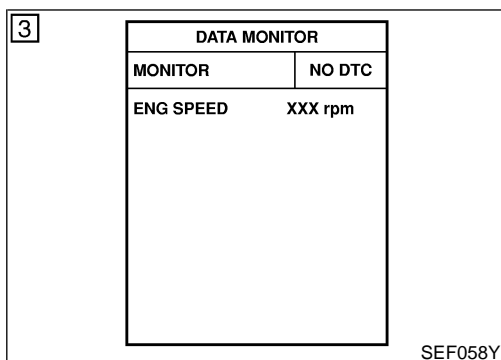 3
DATA MONITOR
MONITOR NO DTC
ENG SPEED XXX rpm
SEF058Y